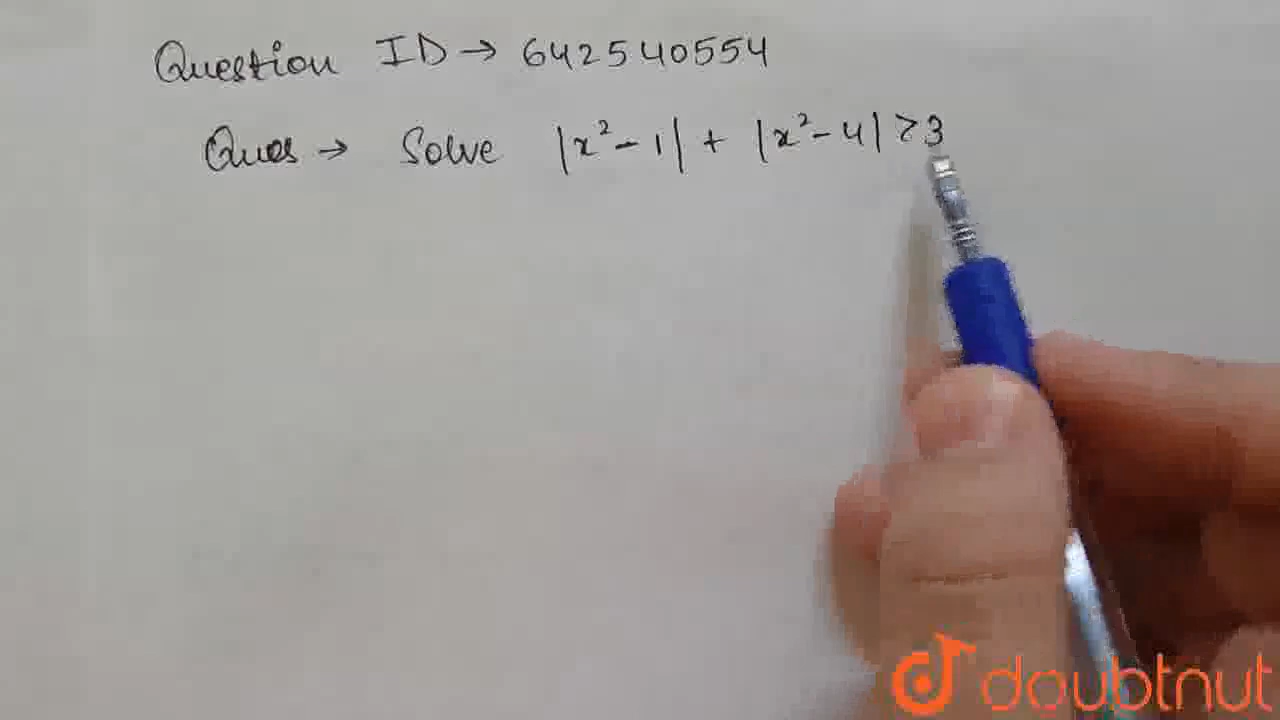 Question ID → 642540554
Ques → Solve |x² - 1| + |x² - 4| > 3
doubtnut